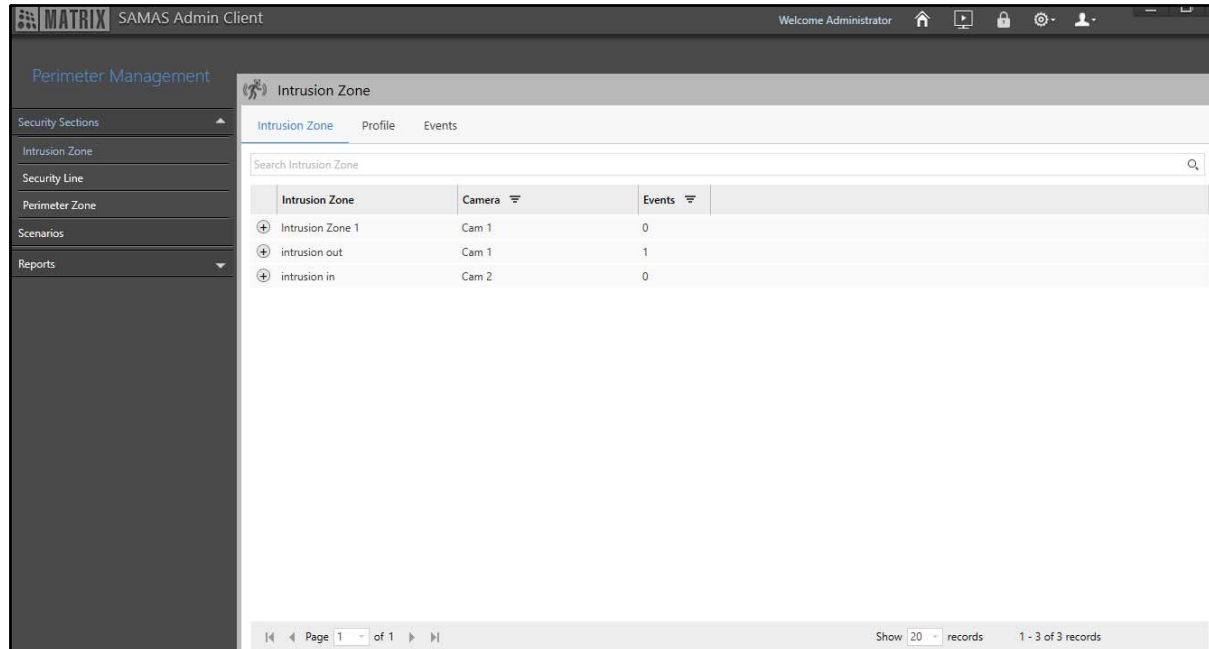 MATRIX SAMAS Admin Client
Welcome Administrator
Perimeter Management
Security Sections
Intrusion Zone
Security Line
Perimeter Zone
Scenarios
Reports
Intrusion Zone
Intrusion Zone Profile Events
Search Intrusion Zone
Intrusion Zone Camera Events
Intrusion Zone 1 Cam 1 0
intrusion out Cam 1 1
intrusion in Cam 2 0
Page 1 of 1 Show 20 records 1 - 3 of 3 records